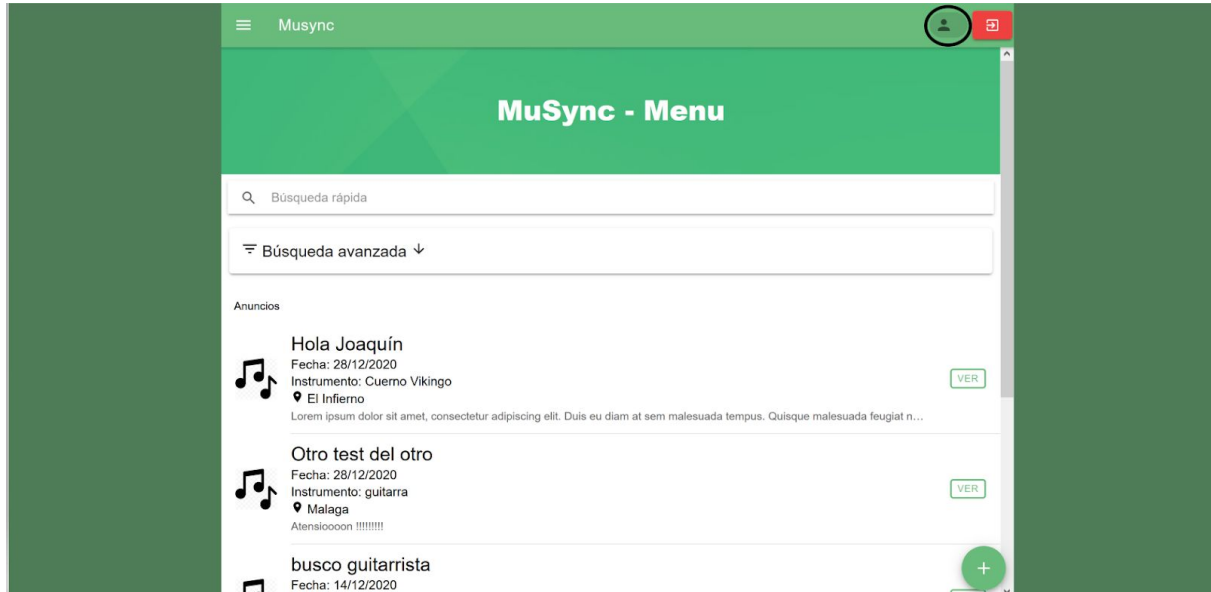 Musync
MuSync - Menu
Búsqueda rápida
Búsqueda avanzada
Anuncios
Hola Joaquín
Fecha: 28/12/2020
Instrumento: Cuerno Vikingo
El Infierno
Lorem ipsum dolor sit amet, consectetur adipiscing elit. Duis eu diam at sem malesuada tempus. Quisque malesuada feugiat n…
VER
Otro test del otro
Fecha: 28/12/2020
Instrumento: guitarra
Malaga
Atensioooon !!!!!!!!!
VER
busco guitarrista
Fecha: 14/12/2020